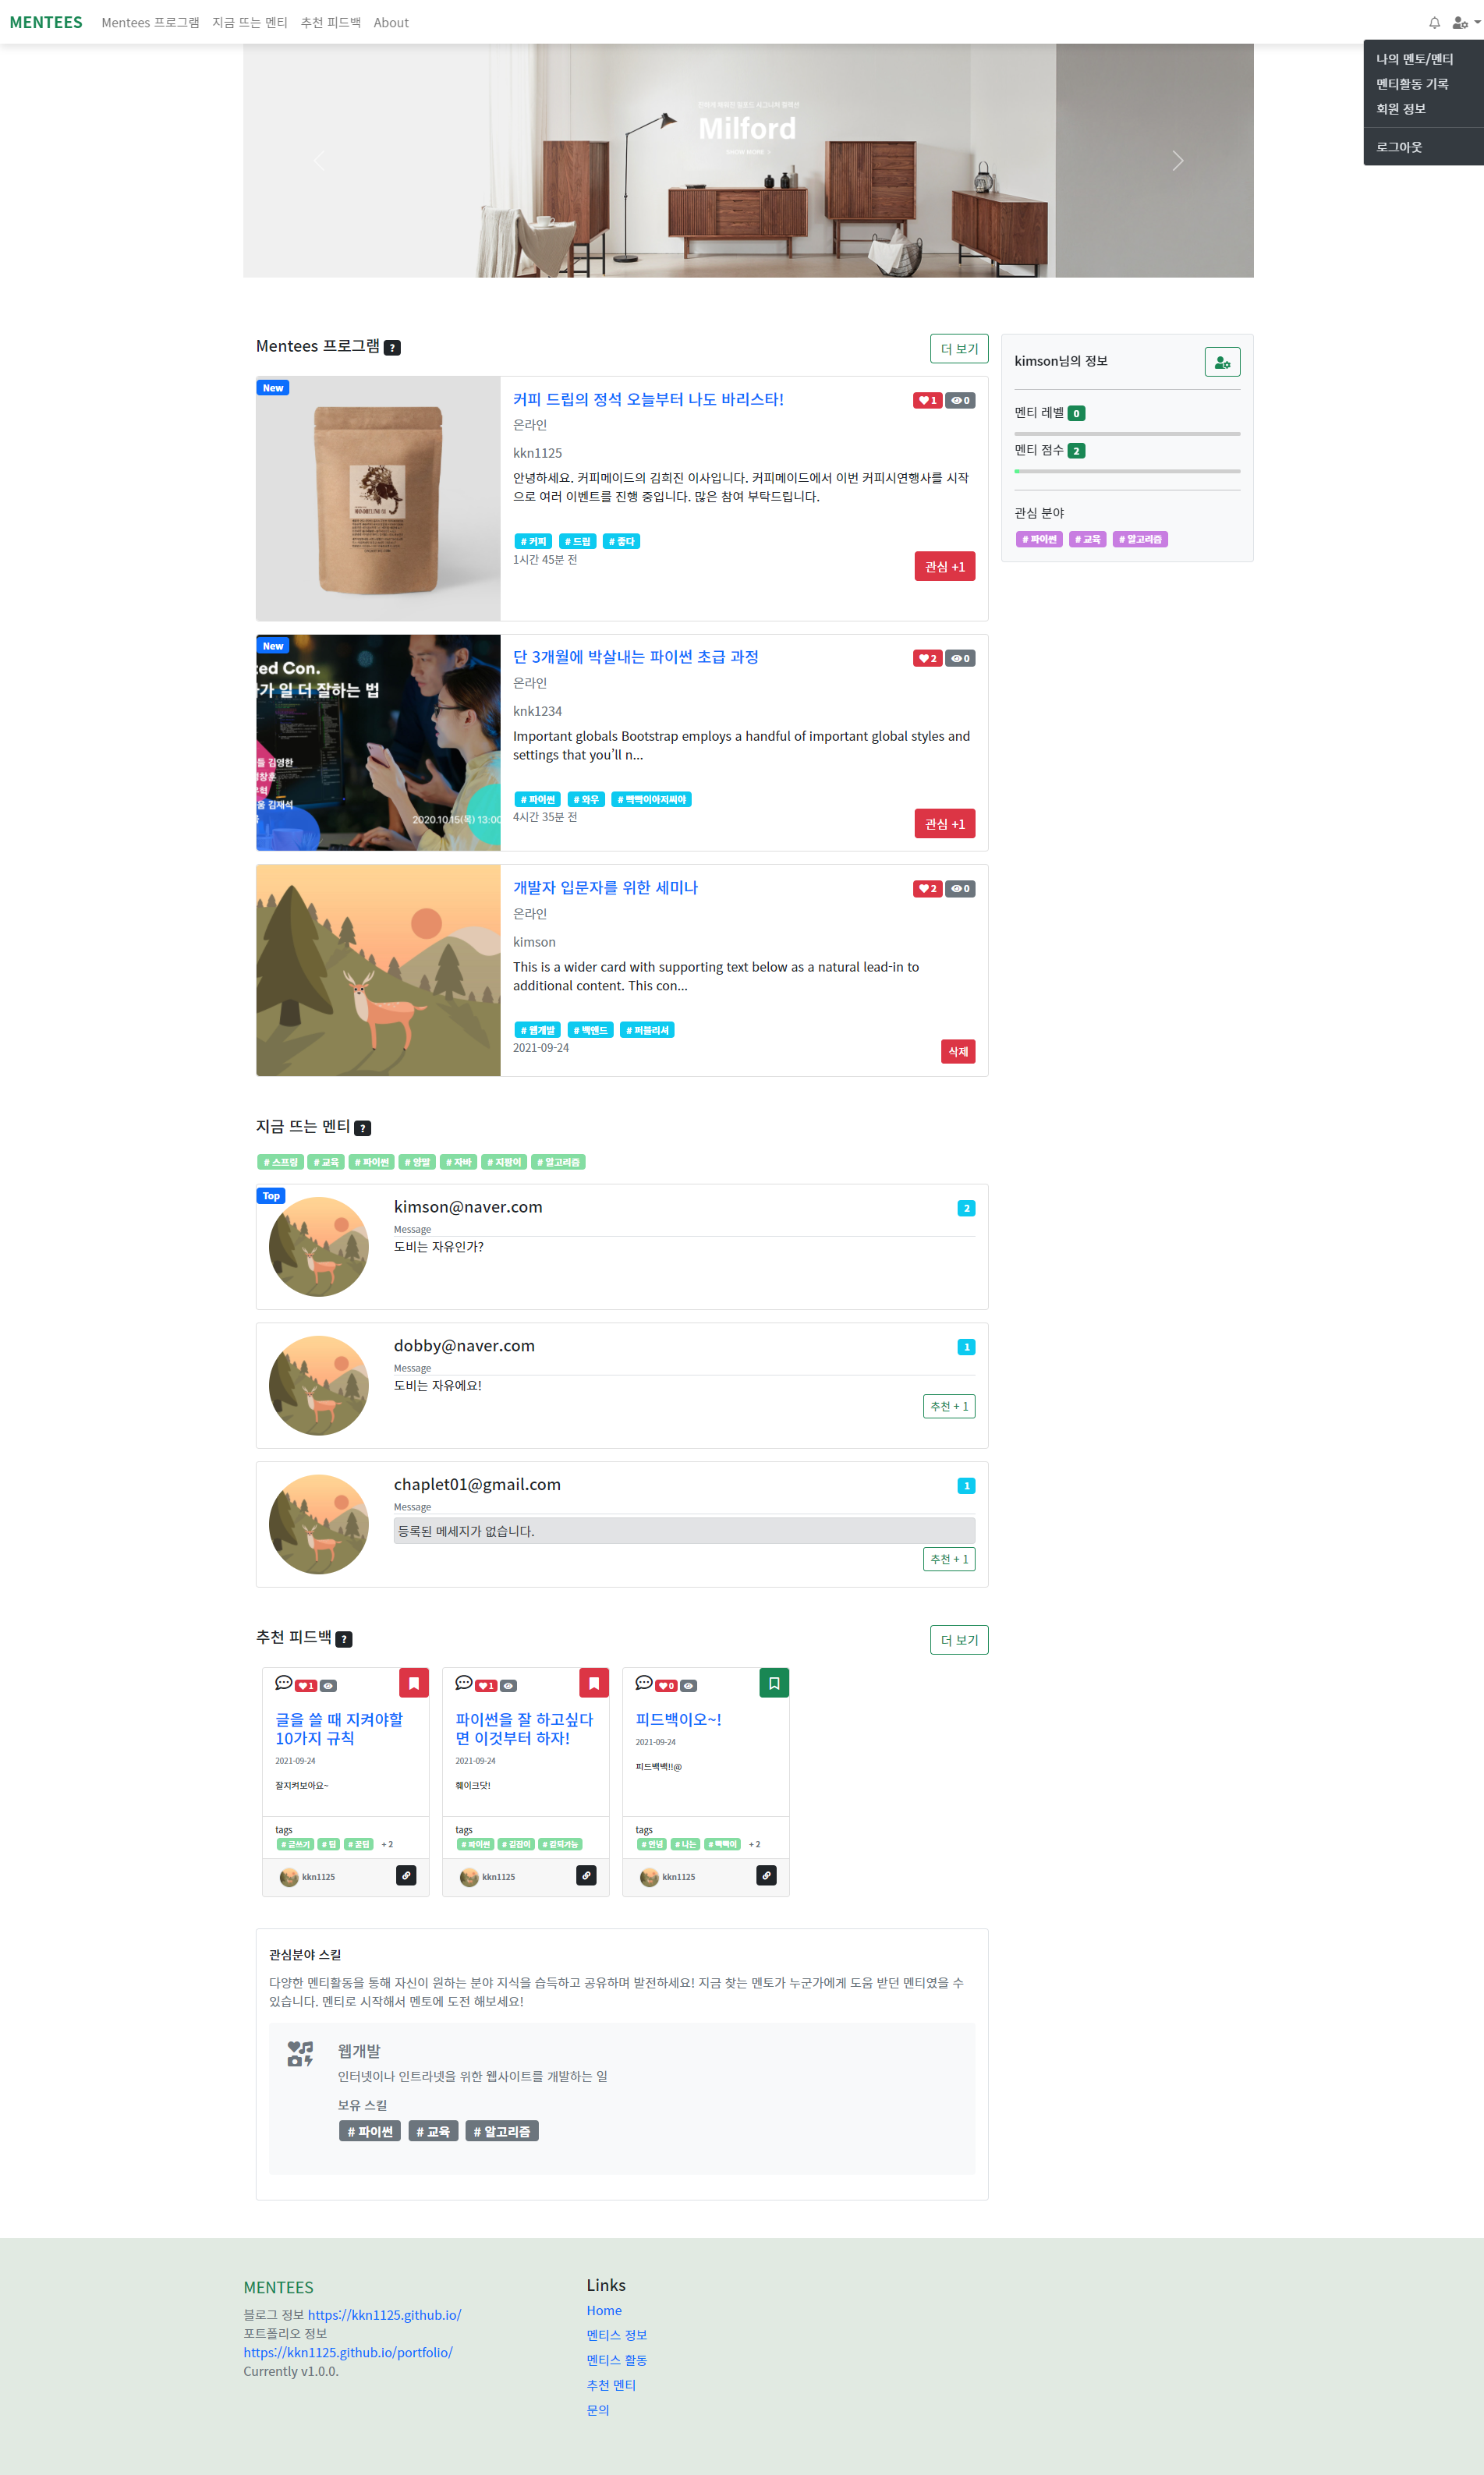 MENTEES
Mentees 프로그램
지금 뜨는 멘티
추천 피드백
About
나의 멘토/멘티
멘티활동 기록
회원 정보
로그아웃
Milford
Mentees 프로그램 ?
더 보기
New
커피 드립의 정석 오늘부터 나도 바리스타!
1 0
온라인
kkn1125
안녕하세요. 커피메이드의 김희진 이사입니다. 커피메이드에서 이번 커피시연행사를 시작
으로 여러 이벤트를 진행 중입니다. 많은 참여 부탁드립니다.
# 커피 # 드립 # 좋다
1시간 45분 전
관심 +1
kimson님의 정보
멘티 레벨 0
멘티 점수 2
관심 분야
# 파이썬 # 교육 # 알고리즘
New
ted Con.
가 일 더 잘하는 법
2020.10.15(목) 13:00
단 3개월에 박살내는 파이썬 초급 과정
2 0
온라인
knk1234
Important globals Bootstrap employs a handful of important global styles and
settings that you’ll n...
# 파이썬 # 와우 # 빡빡이아저씨야
4시간 35분 전
관심 +1
개발자 입문자를 위한 세미나
2 0
온라인
kimson
This is a wider card with supporting text below as a natural lead-in to
additional content. This con...
# 웹개발 # 백엔드 # 퍼블리셔
2021-09-24
삭제
지금 뜨는 멘티 ?
# 스프링 # 교육 # 파이썬 # 양말 # 자바 # 지팡이 # 알고리즘
Top
kimson@naver.com
2
Message
도비는 자유인가?
dobby@naver.com
1
Message
도비는 자유에요!
추천 + 1
chaplet01@gmail.com
1
Message
등록된 메세지가 없습니다.
추천 + 1
추천 피드백 ?
더 보기
1
글을 쓸 때 지켜야할
10가지 규칙
2021-09-24
잘지켜보아요~
tags
# 글쓰기 # 팁 # 꿀팁 + 2
kkn1125
1
파이썬을 잘 하고싶다
면 이것부터 하자!
2021-09-24
췌이크닷!
tags
# 파이썬 # 길잡이 # 캡퇴가능
kkn1125
0
피드백이오~!
2021-09-24
피드백백!!@
tags
# 안녕 # 나는 # 빡빡이 + 2
kkn1125
관심분야 스킬
다양한 멘티활동을 통해 자신이 원하는 분야 지식을 습득하고 공유하며 발전하세요! 지금 찾는 멘토가 누군가에게 도움 받던 멘티였을 수
있습니다. 멘티로 시작해서 멘토에 도전 해보세요!
웹개발
인터넷이나 인트라넷을 위한 웹사이트를 개발하는 일
보유 스킬
# 파이썬 # 교육 # 알고리즘
MENTEES
블로그 정보 https://kkn1125.github.io/
포트폴리오 정보
https://kkn1125.github.io/portfolio/
Currently v1.0.0.
Links
Home
멘티스 정보
멘티스 활동
추천 멘티
문의